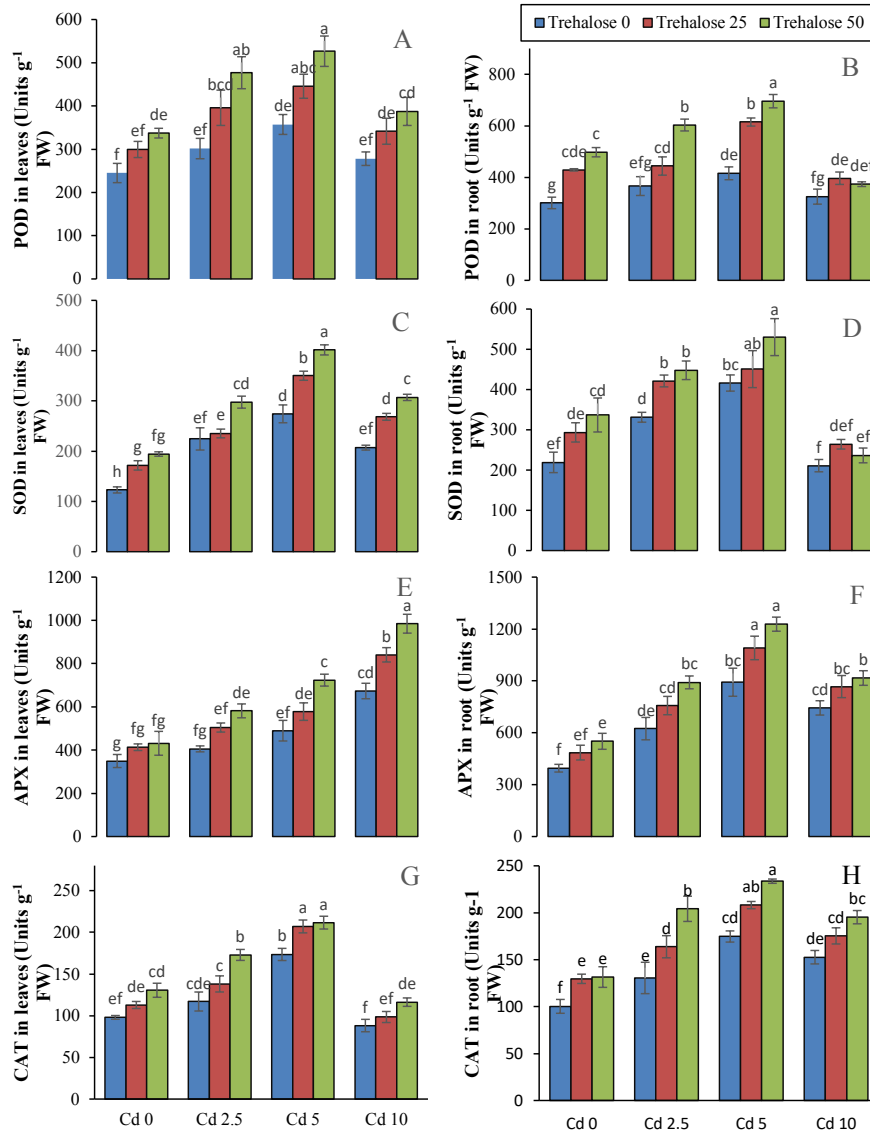 Trehalose 0 Trehalose 25 Trehalose 50
A
POD in leaves (Units g-1
FW)
600
500
400
300
200
100
0
f ef de
ef bcd ab
de abc a
ef de cd
B
POD in root (Units g-1 FW)
800
600
400
200
0
g cde c
efg cd b
de b a
fg de def
C
SOD in leaves (Units g-1
FW)
500
400
300
200
100
0
h g fg
ef e cd
d b a
ef d c
D
SOD in root (Units g-1
FW)
600
500
400
300
200
100
0
ef de cd
d b b
bc ab a
f def ef
E
APX in leaves (Units g-1
FW)
1200
1000
800
600
400
200
0
g fg fg
fg ef de
ef de c
cd b a
F
APX in root (Units g-1
FW)
1500
1200
900
600
300
0
f ef e
de cd bc
bc a a
cd bc b
G
CAT in leaves (Units g-1
FW)
250
200
150
100
50
0
ef de cd
cde c b
b a a
f ef de
Cd 0 Cd 2.5 Cd 5 Cd 10
H
CAT in root (Units g-1
FW)
250
200
150
100
50
0
f e e
e d b
cd ab a
de cd bc
Cd 0 Cd 2.5 Cd 5 Cd 10